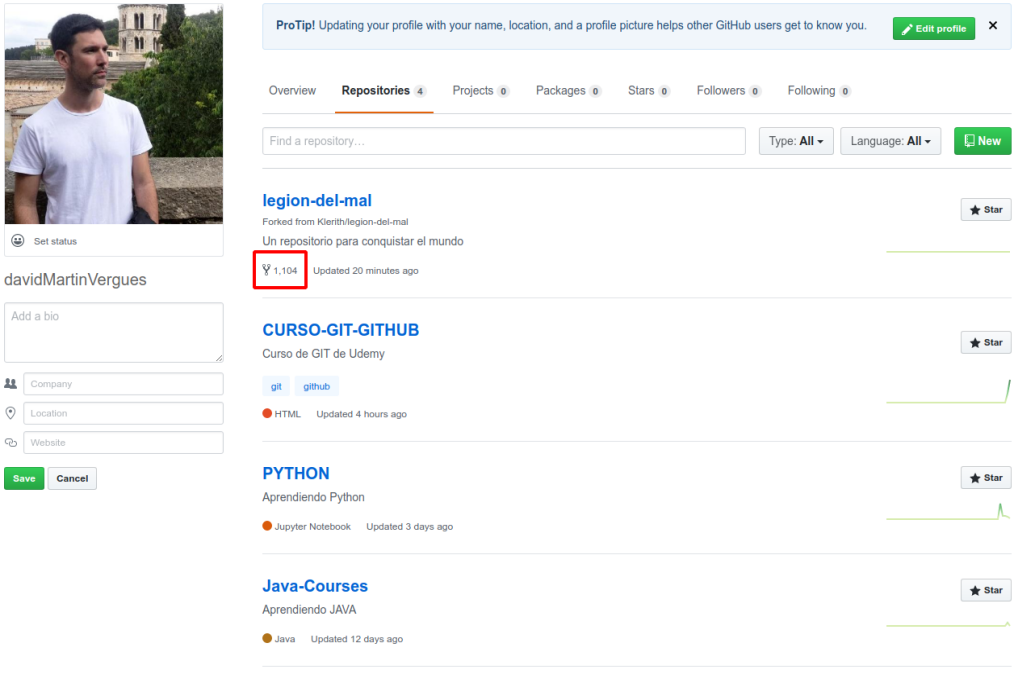 ProTip! Updating your profile with your name, location, and a profile picture helps other GitHub users get to know you.
Edit profile
Overview Repositories 4 Projects 0 Packages 0 Stars 0 Followers 0 Following 0
Find a repository…
Type: All
Language: All
New
Set status
davidMartinVergues
Add a bio
Company
Location
Website
Save
Cancel
legion-del-mal
Star
Forked from Klerith/legion-del-mal
Un repositorio para conquistar el mundo
1,104 Updated 20 minutes ago
CURSO-GIT-GITHUB
Star
Curso de GIT de Udemy
git github
HTML Updated 4 hours ago
PYTHON
Star
Aprendiendo Python
Jupyter Notebook Updated 3 days ago
Java-Courses
Star
Aprendiendo JAVA
Java Updated 12 days ago